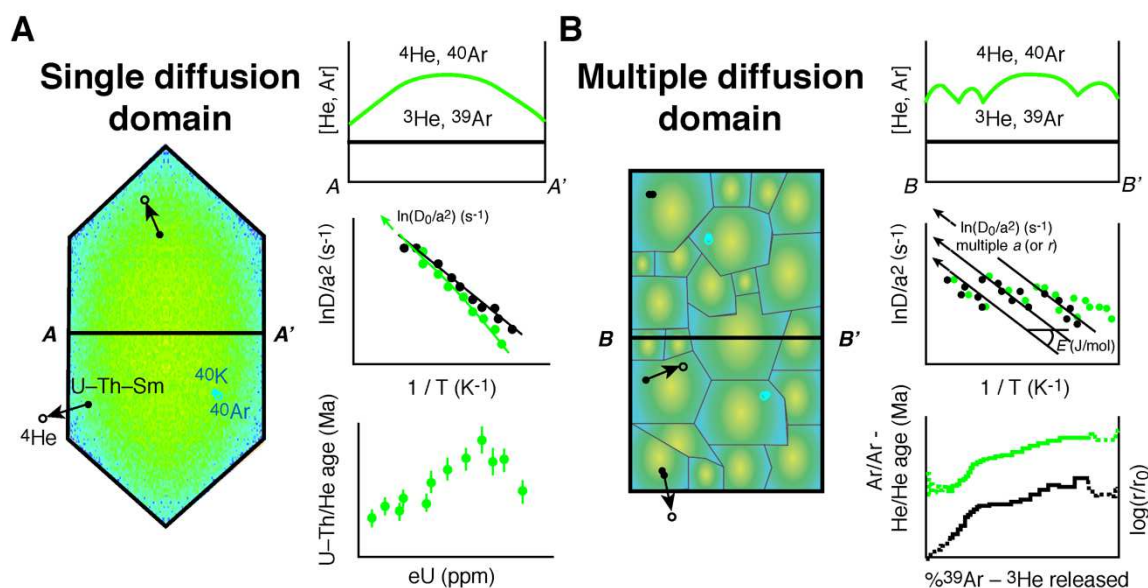 A
Single diffusion
domain
[He, Ar]
⁴He, ⁴⁰Ar
³He, ³⁹Ar
A
A'
lnD/a² (s⁻¹)
ln(D₀/a²) (s⁻¹)
1 / T (K⁻¹)
A
A'
U–Th–Sm
⁴He
⁴⁰K
⁴⁰Ar
U–Th/He age (Ma)
eU (ppm)
B
Multiple diffusion
domain
[He, Ar]
⁴He, ⁴⁰Ar
³He, ³⁹Ar
B
B'
lnD/a² (s⁻¹)
ln(D₀/a²) (s⁻¹)
multiple a (or r)
E (J/mol)
1 / T (K⁻¹)
B
B'
Ar/Ar -
He/He age (Ma)
log(r/r₀)
%³⁹Ar – ³He released